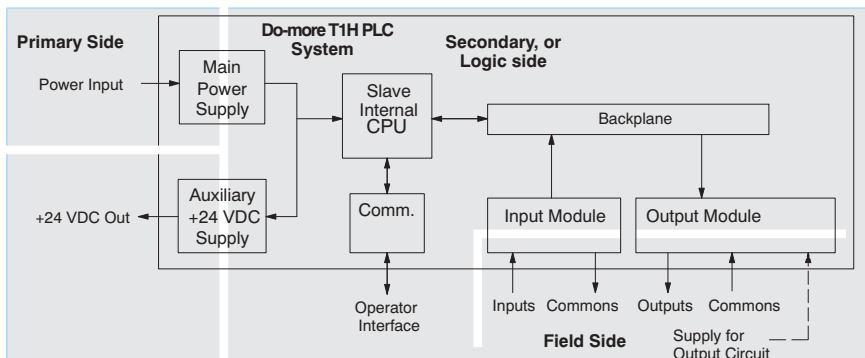 Primary Side
Do-more T1H PLC
System
Secondary, or
Logic side
Power Input
Main
Power
Supply
Slave
Internal
CPU
Backplane
Auxiliary
+24 VDC
Supply
+24 VDC Out
Comm.
Input Module
Output Module
Operator
Interface
Inputs
Commons
Outputs
Commons
Field Side
Supply for
Output Circuit